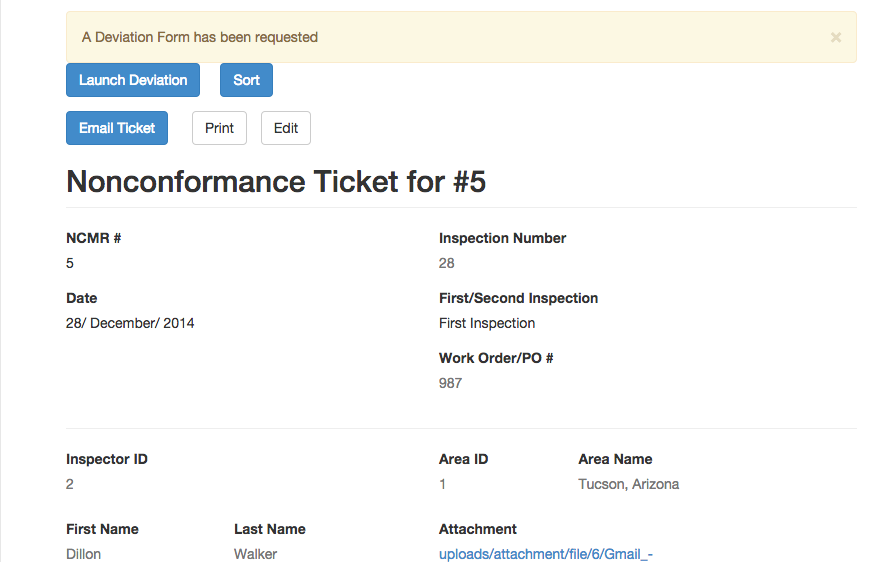 A Deviation Form has been requested ×
Launch Deviation Sort
Email Ticket Print Edit
Nonconformance Ticket for #5
NCMR # Inspection Number
5 28
Date First/Second Inspection
28/ December/ 2014 First Inspection
Work Order/PO #
987
Inspector ID Area ID Area Name
2 1 Tucson, Arizona
First Name Last Name Attachment
Dillon Walker uploads/attachment/file/6/Gmail_-